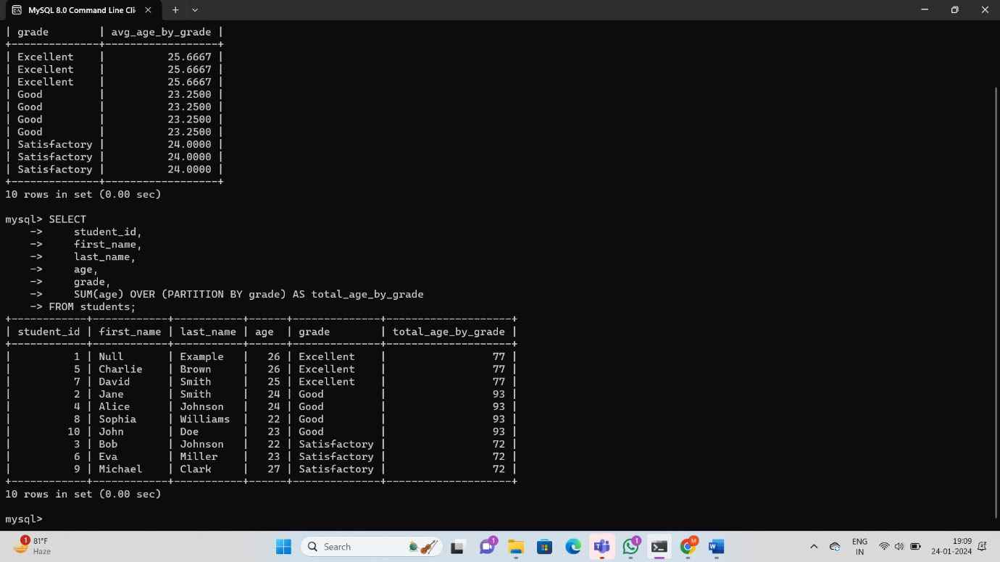 MySQL 8.0 Command Line Cli
| grade        | avg_age_by_grade |
+--------------+------------------+
| Excellent    |          25.6667 |
| Excellent    |          25.6667 |
| Excellent    |          25.6667 |
| Good         |          23.2500 |
| Good         |          23.2500 |
| Good         |          23.2500 |
| Good         |          23.2500 |
| Satisfactory |          24.0000 |
| Satisfactory |          24.0000 |
| Satisfactory |          24.0000 |
+--------------+------------------+
10 rows in set (0.00 sec)
mysql> SELECT
    ->     student_id,
    ->     first_name,
    ->     last_name,
    ->     age,
    ->     grade,
    ->     SUM(age) OVER (PARTITION BY grade) AS total_age_by_grade
    -> FROM students;
+------------+------------+-----------+------+--------------+--------------------+
| student_id | first_name | last_name | age  | grade        | total_age_by_grade |
+------------+------------+-----------+------+--------------+--------------------+
|          1 | Null       | Example   |   26 | Excellent    |                 77 |
|          5 | Charlie    | Brown     |   26 | Excellent    |                 77 |
|          7 | David      | Smith     |   25 | Excellent    |                 77 |
|          2 | Jane       | Smith     |   24 | Good         |                 93 |
|          4 | Alice      | Johnson   |   24 | Good         |                 93 |
|          8 | Sophia     | Williams  |   22 | Good         |                 93 |
|         10 | John       | Doe       |   23 | Good         |                 93 |
|          3 | Bob        | Johnson   |   22 | Satisfactory |                 72 |
|          6 | Eva        | Miller    |   23 | Satisfactory |                 72 |
|          9 | Michael    | Clark     |   27 | Satisfactory |                 72 |
+------------+------------+-----------+------+--------------+--------------------+
10 rows in set (0.00 sec)
mysql>
1
81°F
Haze
Search
1
1
M
ENG
IN
19:09
24-01-2024